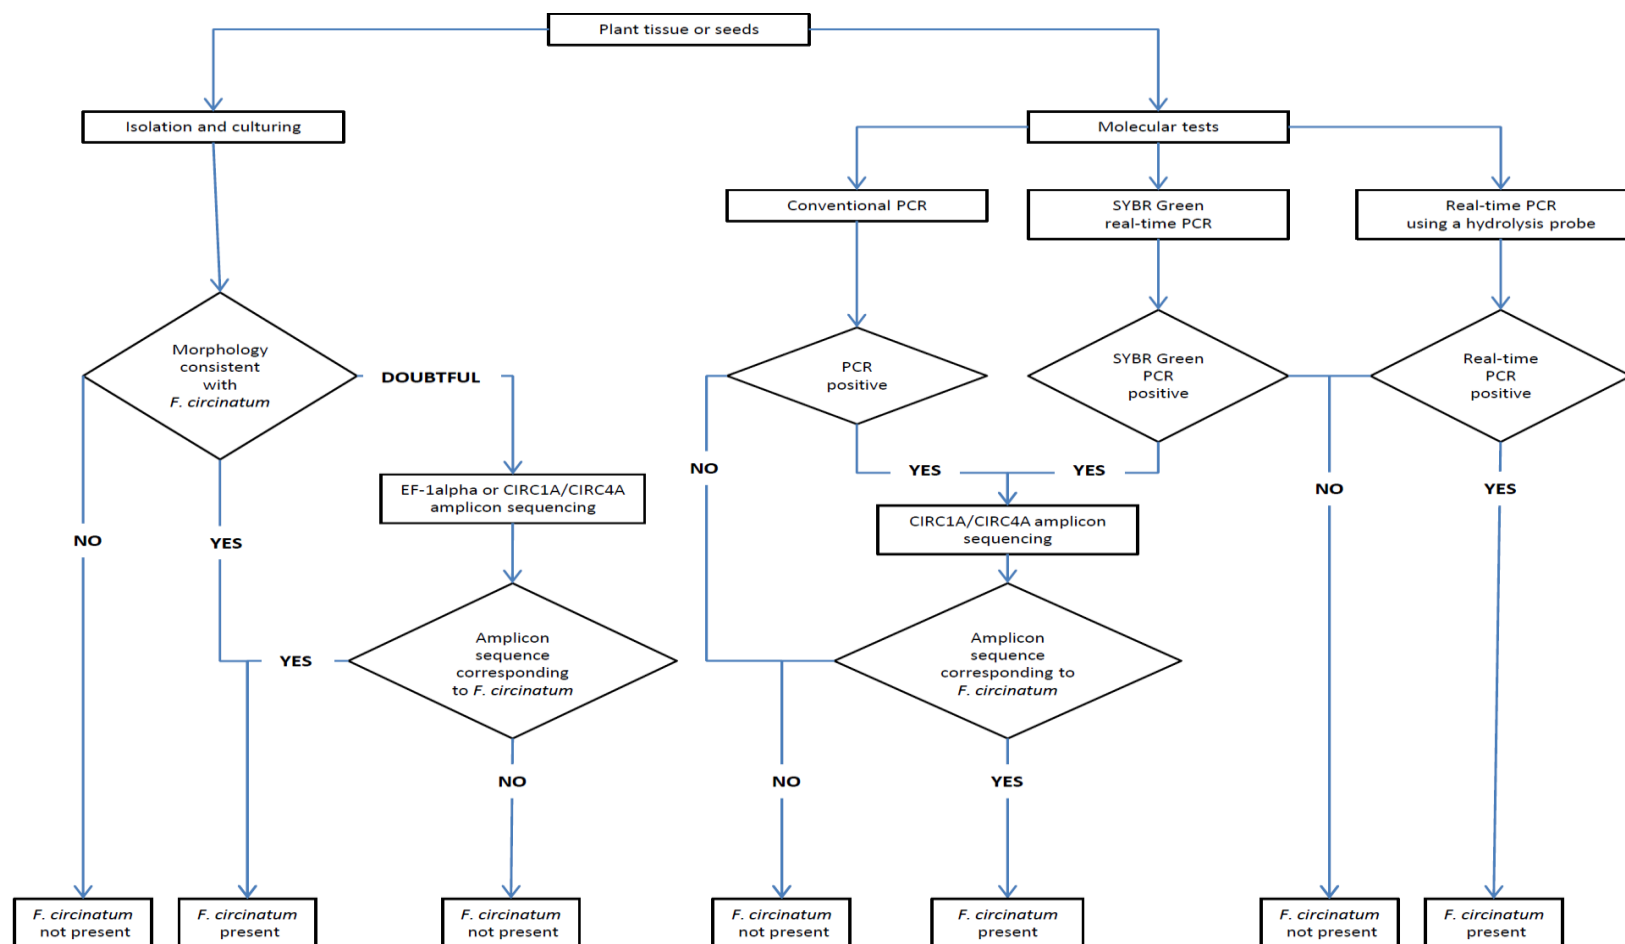 Plant tissue or seeds
Isolation and culturing
Molecular tests
Conventional PCR
SYBR Green
real-time PCR
Real-time PCR
using a hydrolysis probe
Morphology
consistent
with
F. circinatum
DOUBTFUL
PCR
positive
SYBR Green
PCR
positive
Real-time
PCR
positive
EF-1alpha or CIRC1A/CIRC4A
amplicon sequencing
NO
YES
YES
NO
YES
CIRC1A/CIRC4A amplicon
sequencing
NO
YES
Amplicon
sequence
corresponding
to F. circinatum
YES
Amplicon
sequence
corresponding to
F. circinatum
NO
NO
YES
F. circinatum
not present
F. circinatum
present
F. circinatum
not present
F. circinatum
not present
F. circinatum
present
F. circinatum
not present
F. circinatum
present